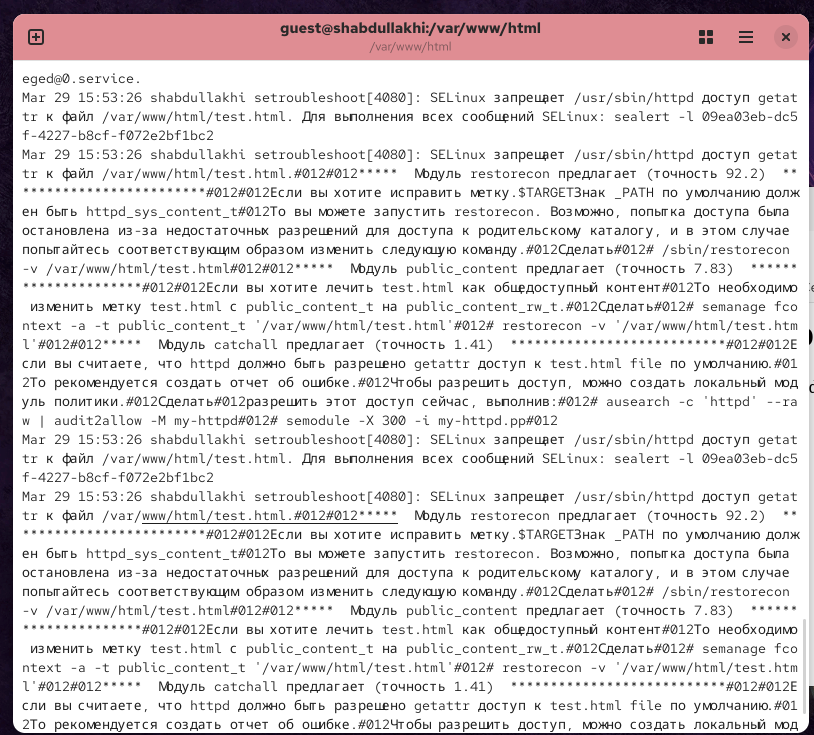 guest@shabdullakhi:/var/www/html
/var/www/html
eged@0.service.
Mar 29 15:53:26 shabdullakhi setroubleshoot[4080]: SELinux запрещает /usr/sbin/httpd доступ getat
tr к файл /var/www/html/test.html. Для выполнения всех сообщений SELinux: sealert -l 09ea03eb-dc5
f-4227-b8cf-f072e2bf1bc2
Mar 29 15:53:26 shabdullakhi setroubleshoot[4080]: SELinux запрещает /usr/sbin/httpd доступ getat
tr к файл /var/www/html/test.html.#012#012*****  Модуль restorecon предлагает (точность 92.2)  **
***********************#012#012Если вы хотите исправить метку.$TARGETЗнак _PATH по умолчанию долж
ен быть httpd_sys_content_t#012То вы можете запустить restorecon. Возможно, попытка доступа была
остановлена из-за недостаточных разрешений для доступа к родительскому каталогу, и в этом случае
попытайтесь соответствующим образом изменить следующую команду.#012Сделать#012# /sbin/restorecon
-v /var/www/html/test.html#012#012*****  Модуль public_content предлагает (точность 7.83)  ******
***************#012#012Если вы хотите лечить test.html как общедоступный контент#012То необходимо
изменить метку test.html с public_content_t на public_content_rw_t.#012Сделать#012# semanage fco
ntext -a -t public_content_t '/var/www/html/test.html'#012# restorecon -v '/var/www/html/test.htm
l'#012#012*****  Модуль catchall предлагает (точность 1.41)  **************************#012#012Е
сли вы считаете, что httpd должно быть разрешено getattr доступ к test.html file по умолчанию.#01
2То рекомендуется создать отчет об ошибке.#012Чтобы разрешить доступ, можно создать локальный мод
уль политики.#012Сделать#012разрешить этот доступ сейчас, выполнив:#012# ausearch -c 'httpd' --ra
w | audit2allow -M my-httpd#012# semodule -X 300 -i my-httpd.pp#012
Mar 29 15:53:26 shabdullakhi setroubleshoot[4080]: SELinux запрещает /usr/sbin/httpd доступ getat
tr к файл /var/www/html/test.html. Для выполнения всех сообщений SELinux: sealert -l 09ea03eb-dc5
f-4227-b8cf-f072e2bf1bc2
Mar 29 15:53:26 shabdullakhi setroubleshoot[4080]: SELinux запрещает /usr/sbin/httpd доступ getat
tr к файл /var/www/html/test.html.#012#012*****  Модуль restorecon предлагает (точность 92.2)  **
***********************#012#012Если вы хотите исправить метку.$TARGETЗнак _PATH по умолчанию долж
ен быть httpd_sys_content_t#012То вы можете запустить restorecon. Возможно, попытка доступа была
остановлена из-за недостаточных разрешений для доступа к родительскому каталогу, и в этом случае
попытайтесь соответствующим образом изменить следующую команду.#012Сделать#012# /sbin/restorecon
-v /var/www/html/test.html#012#012*****  Модуль public_content предлагает (точность 7.83)  ******
***************#012#012Если вы хотите лечить test.html как общедоступный контент#012То необходимо
изменить метку test.html с public_content_t на public_content_rw_t.#012Сделать#012# semanage fco
ntext -a -t public_content_t '/var/www/html/test.html'#012# restorecon -v '/var/www/html/test.htm
l'#012#012*****  Модуль catchall предлагает (точность 1.41)  **************************#012#012Е
сли вы считаете, что httpd должно быть разрешено getattr доступ к test.html file по умолчанию.#01
2То рекомендуется создать отчет об ошибке.#012Чтобы разрешить доступ, можно создать локальный мод